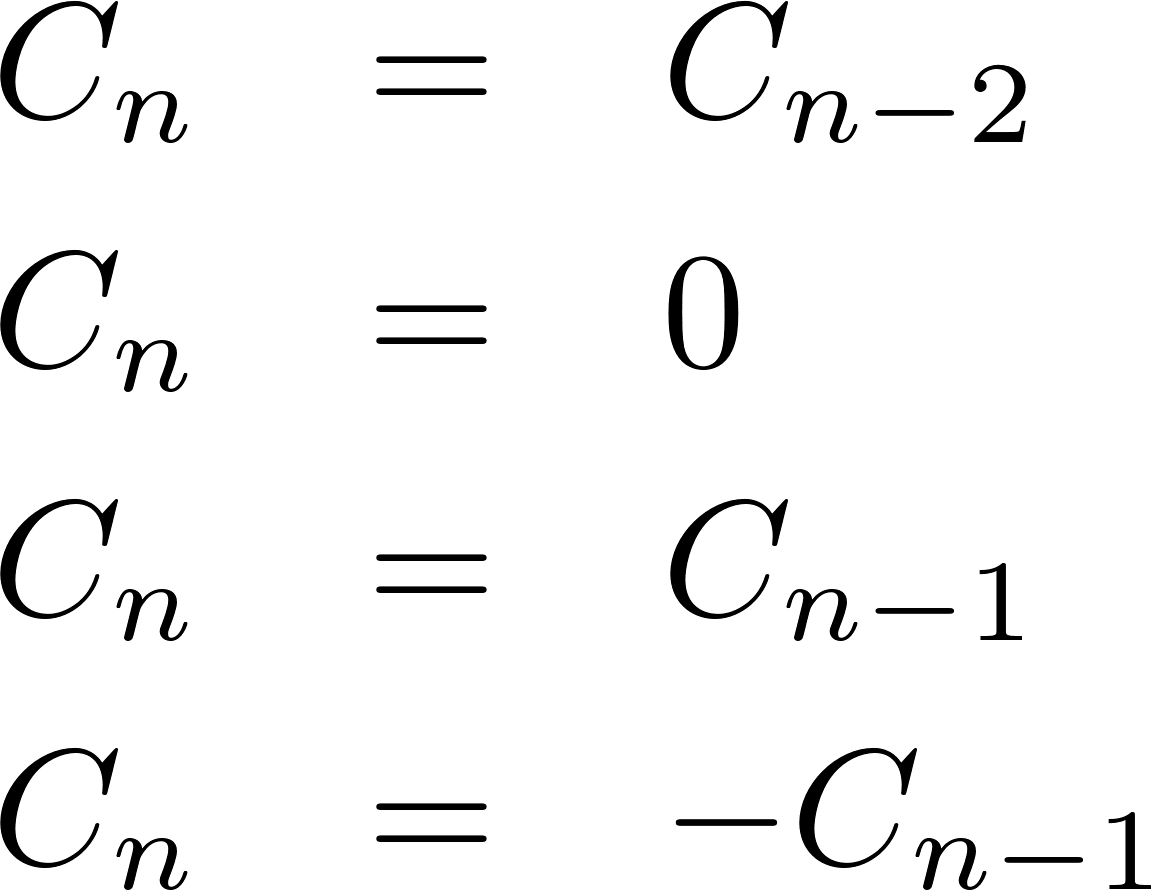 C_n = C_{n-2}
C_n = 0
C_n = C_{n-1}
C_n = -C_{n-1}